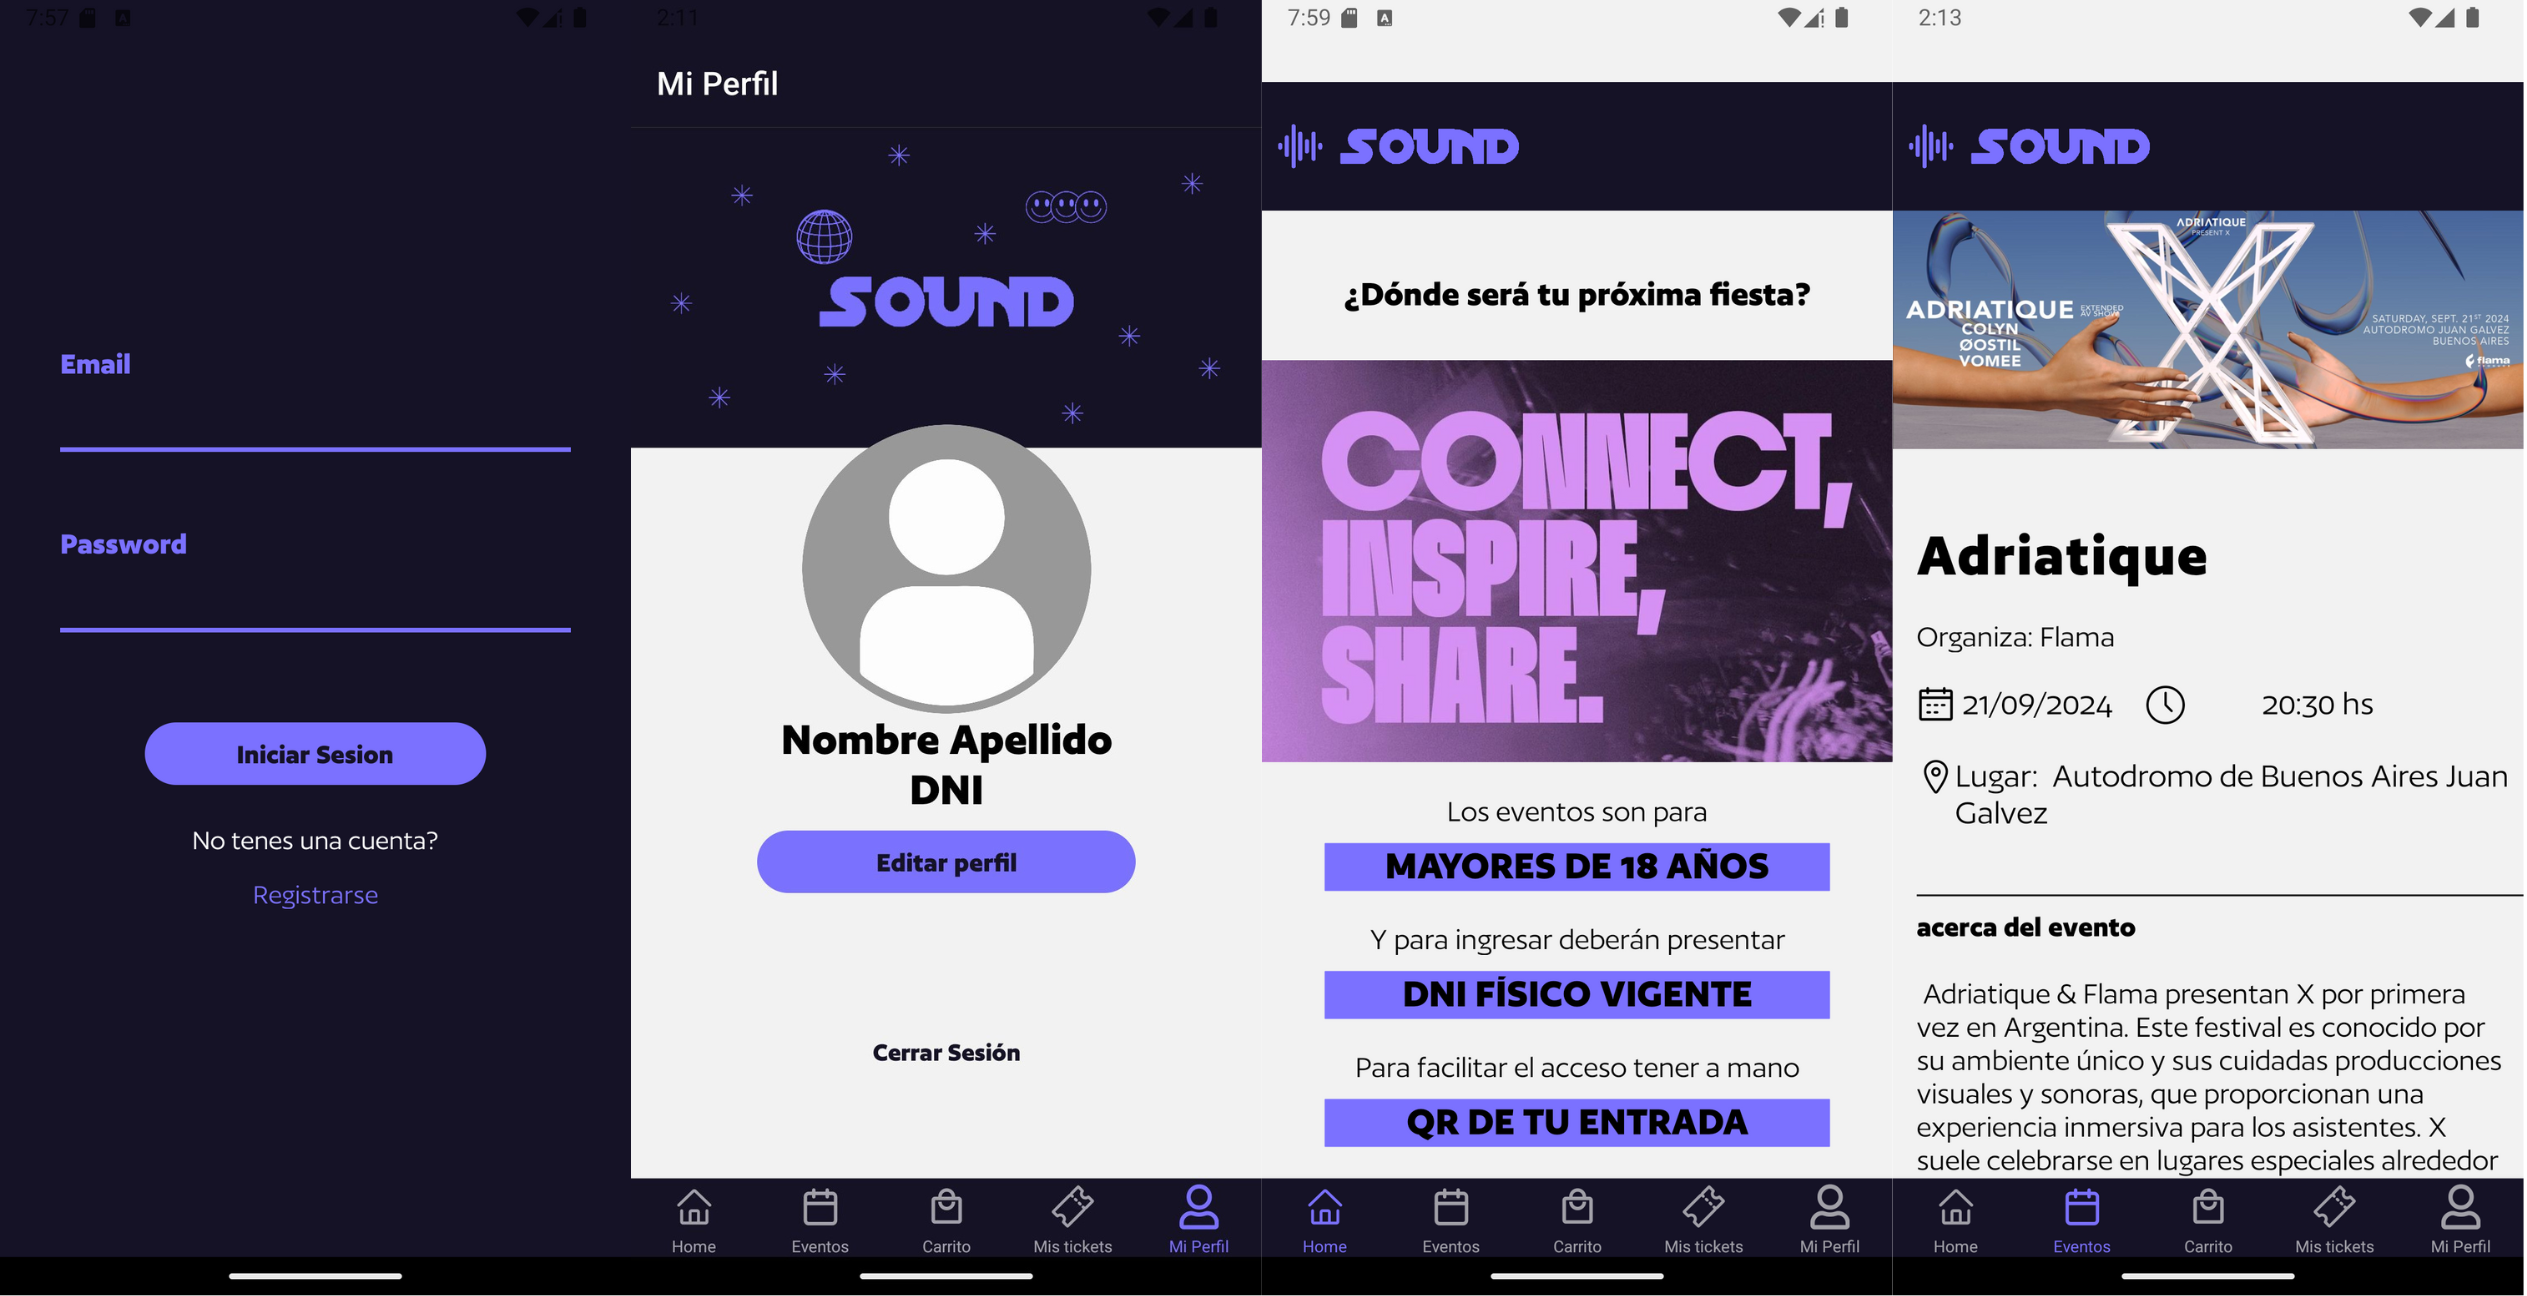 7:57
Email
Password
Iniciar Sesion
No tenes una cuenta?
Registrarse
2:11
Mi Perfil
SOUND
Nombre Apellido
DNI
Editar perfil
Cerrar Sesión
Home
Eventos
Carrito
Mis tickets
Mi Perfil
7:59
A
SOUND
¿Dónde será tu próxima fiesta?
CONNECT,
INSPIRE,
SHARE.
Los eventos son para
MAYORES DE 18 AÑOS
Y para ingresar deberán presentar
DNI FÍSICO VIGENTE
Para facilitar el acceso tener a mano
QR DE TU ENTRADA
Home
Eventos
Carrito
Mis tickets
Mi Perfil
2:13
SOUND
ADRIATIQUE
PRESENT X
ADRIATIQUE EXTENDED
AV SHOW
COLYN
ØOSTIL
VOMEE
SATURDAY, SEPT. 21ST 2024
AUTODROMO JUAN GALVEZ
BUENOS AIRES
flama
Adriatique
Organiza: Flama
21/09/2024
20:30 hs
Lugar: Autodromo de Buenos Aires Juan
Galvez
acerca del evento
Adriatique & Flama presentan X por primera
vez en Argentina. Este festival es conocido por
su ambiente único y sus cuidadas producciones
visuales y sonoras, que proporcionan una
experiencia inmersiva para los asistentes. X
suele celebrarse en lugares especiales alrededor
Home
Eventos
Carrito
Mis tickets
Mi Perfil